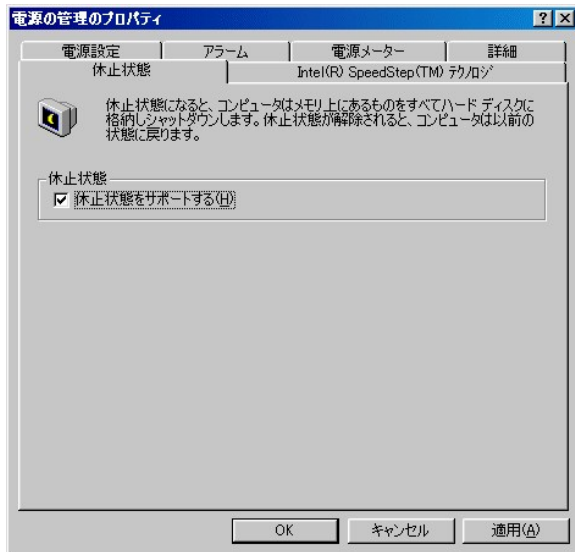 電源の管理のプロパティ
電源設定 アラーム 電源メーター 詳細
休止状態 Intel(R) SpeedStep(TM) テクノロジ
休止状態になると、コンピュータはメモリ上にあるものをすべてハード ディスクに
格納しシャットダウンします。休止状態が解除されると、コンピュータは以前の
状態に戻ります。
休止状態
休止状態をサポートする(H)
OK キャンセル 適用(A)